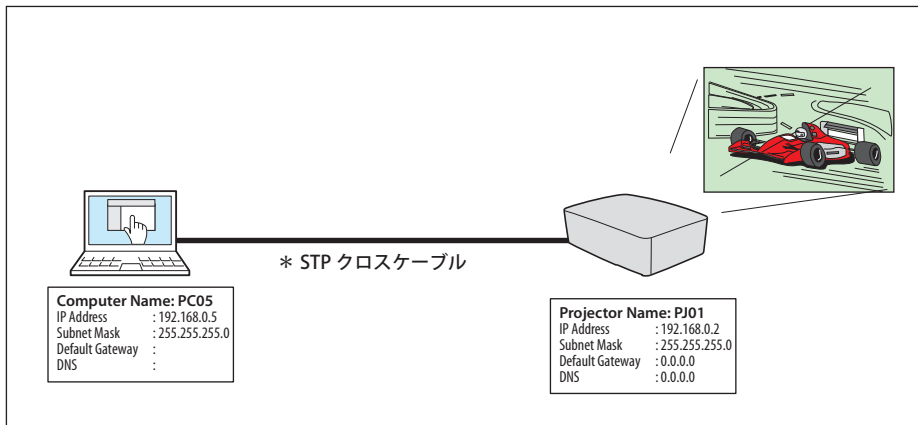 ＊ STP クロスケーブル
Computer Name: PC05
IP Address : 192.168.0.5
Subnet Mask : 255.255.255.0
Default Gateway :
DNS :
Projector Name: PJ01
IP Address : 192.168.0.2
Subnet Mask : 255.255.255.0
Default Gateway : 0.0.0.0
DNS : 0.0.0.0